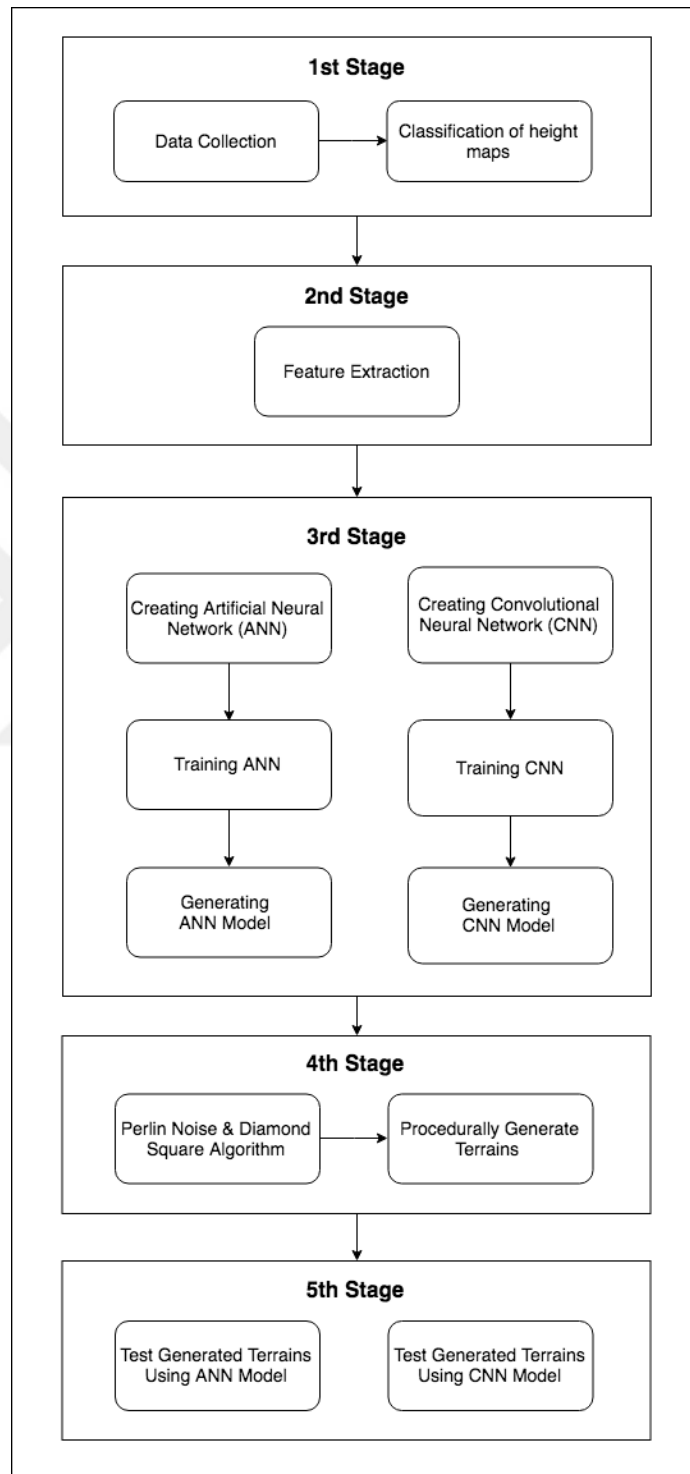 1st Stage
Data Collection
Classification of height
maps
2nd Stage
Feature Extraction
3rd Stage
Creating Artificial Neural
Network (ANN)
Creating Convolutional
Neural Network (CNN)
Training ANN
Training CNN
Generating
ANN Model
Generating
CNN Model
4th Stage
Perlin Noise & Diamond
Square Algorithm
Procedurally Generate
Terrains
5th Stage
Test Generated Terrains
Using ANN Model
Test Generated Terrains
Using CNN Model